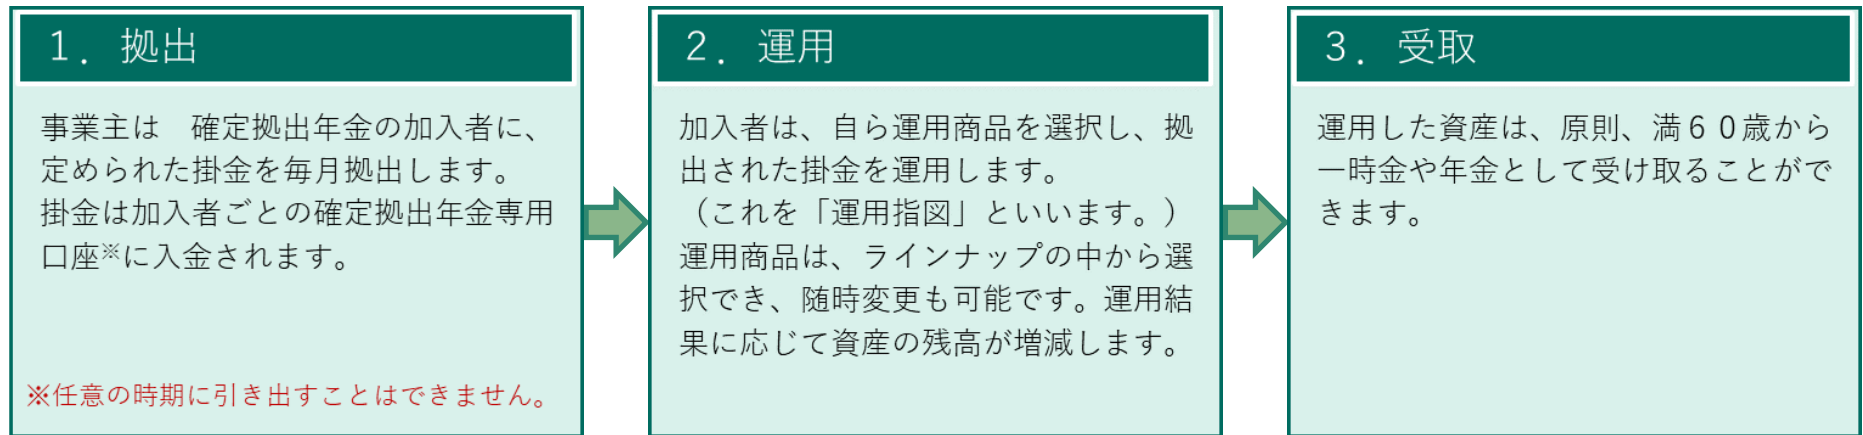 １．拠出
事業主は　確定拠出年金の加入者に、
定められた掛金を毎月拠出します。
掛金は加入者ごとの確定拠出年金専用
口座※に入金されます。
※任意の時期に引き出すことはできません。
２．運用
加入者は、自ら運用商品を選択し、拠
出された掛金を運用します。
（これを「運用指図」といいます。）
運用商品は、ラインナップの中から選
択でき、随時変更も可能です。運用結
果に応じて資産の残高が増減します。
３．受取
運用した資産は、原則、満６０歳から
一時金や年金として受け取ることがで
きます。